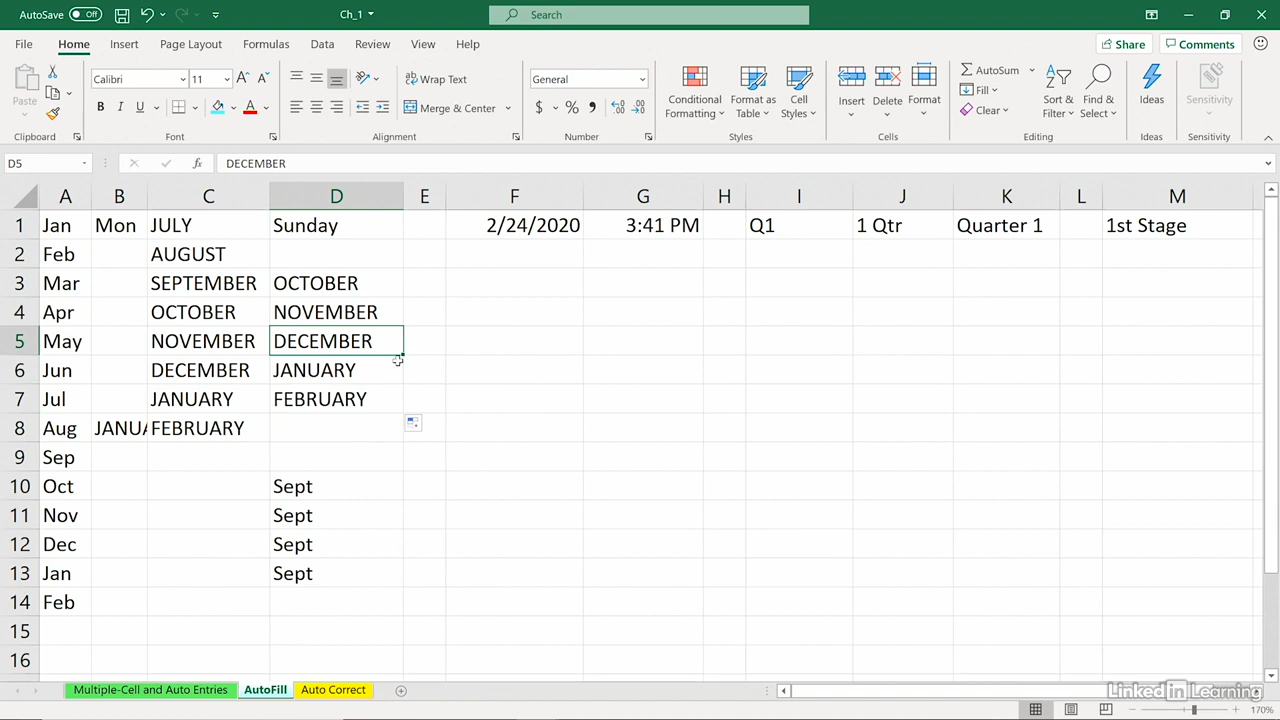 AutoSave Off Ch_1 Search
File Home Insert Page Layout Formulas Data Review View Help Share Comments
Paste Calibri 11 Wrap Text General Conditional Formatting Format as Table Cell Styles Insert Delete Format AutoSum Sort & Filter Find & Select Ideas Sensitivity
B I U A Merge & Center $ % , Fill
Clear
Clipboard Font Alignment Number Styles Cells Editing Ideas Sensitivity
D5 fx DECEMBER
A B C D E F G H I J K L M
1 Jan Mon JULY Sunday 2/24/2020 3:41 PM Q1 1 Qtr Quarter 1 1st Stage
2 Feb AUGUST
3 Mar SEPTEMBER OCTOBER
4 Apr OCTOBER NOVEMBER
5 May NOVEMBER DECEMBER
6 Jun DECEMBER JANUARY
7 Jul JANUARY FEBRUARY
8 Aug JANUA FEBRUARY
9 Sep
10 Oct Sept
11 Nov Sept
12 Dec Sept
13 Jan Sept
14 Feb
15
16
Multiple-Cell and Auto Entries AutoFill Auto Correct LinkedIn Learning
170%